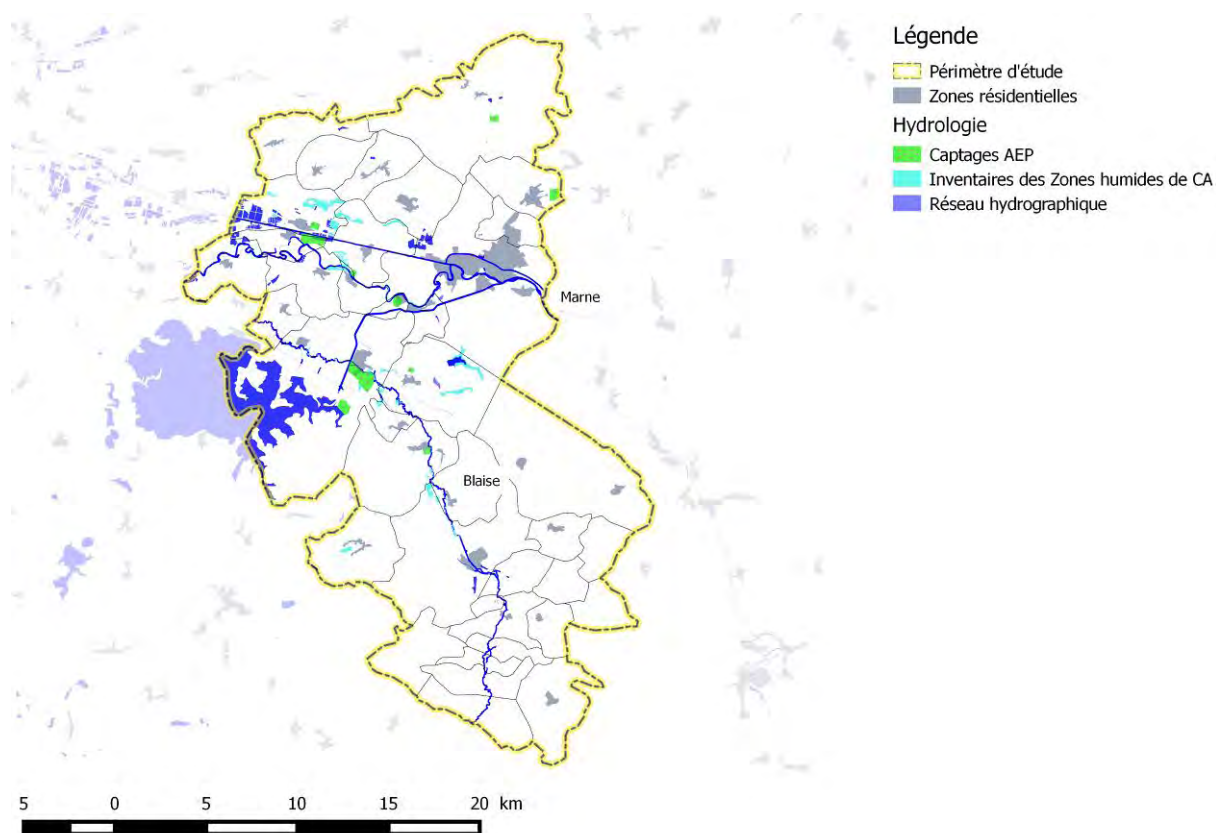 Légende
Périmètre d'étude
Zones résidentielles
Hydrologie
Captages AEP
Inventaires des Zones humides de CA
Réseau hydrographique
Marne
Blaise
5 0 5 10 15 20 km